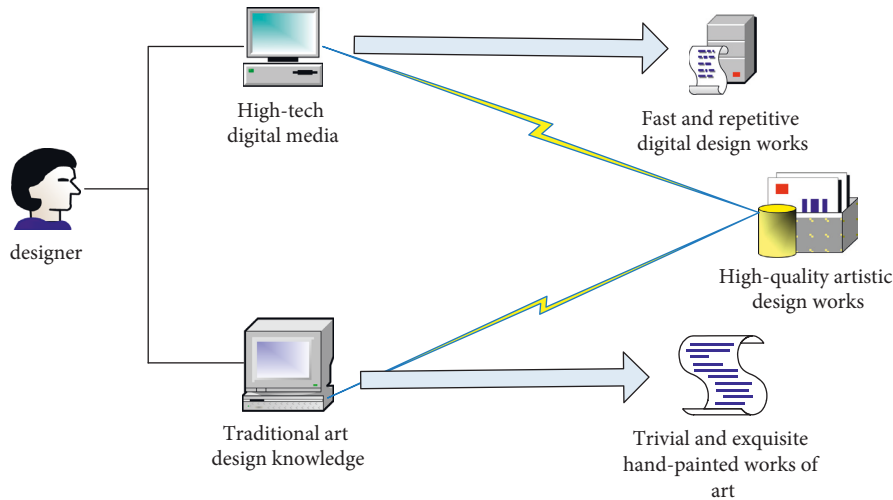 High-tech
digital media
Fast and repetitive
digital design works
designer
High-quality artistic
design works
Traditional art
design knowledge
Trivial and exquisite
hand-painted works of
art